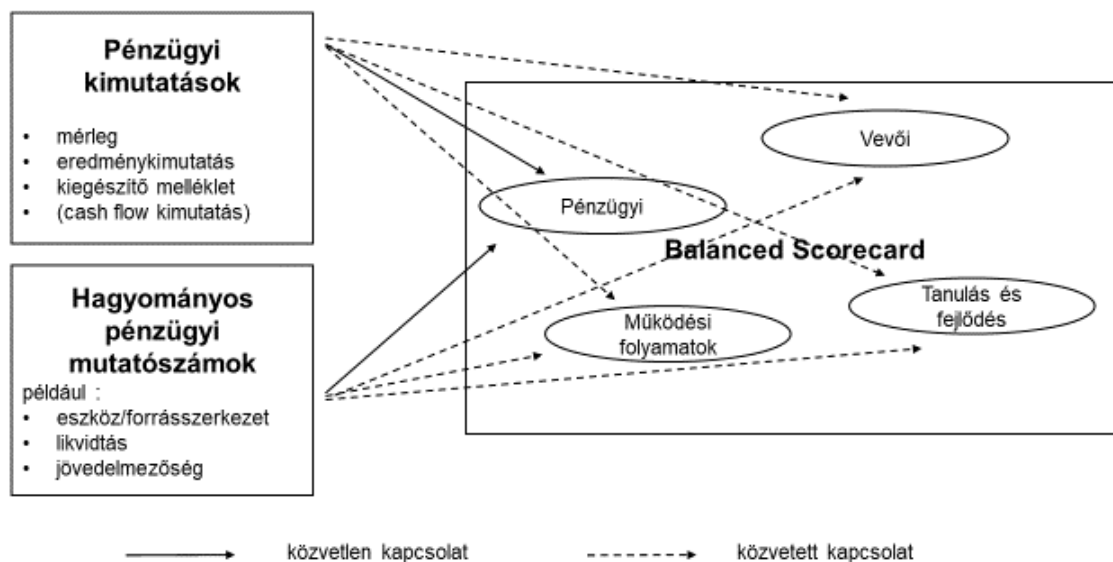 Pénzügyi
kimutatások
• mérleg
• eredménykimutatás
• kiegészítő melléklet
• (cash flow kimutatás)
Hagyományos
pénzügyi
mutatószámok
például :
• eszköz/forrásszerkezet
• likvidtás
• jövedelmezőség
Vevői
Pénzügyi
Balanced Scorecard
Tanulás és
fejlődés
Működési
folyamatok
közvetlen kapcsolat
közvetett kapcsolat